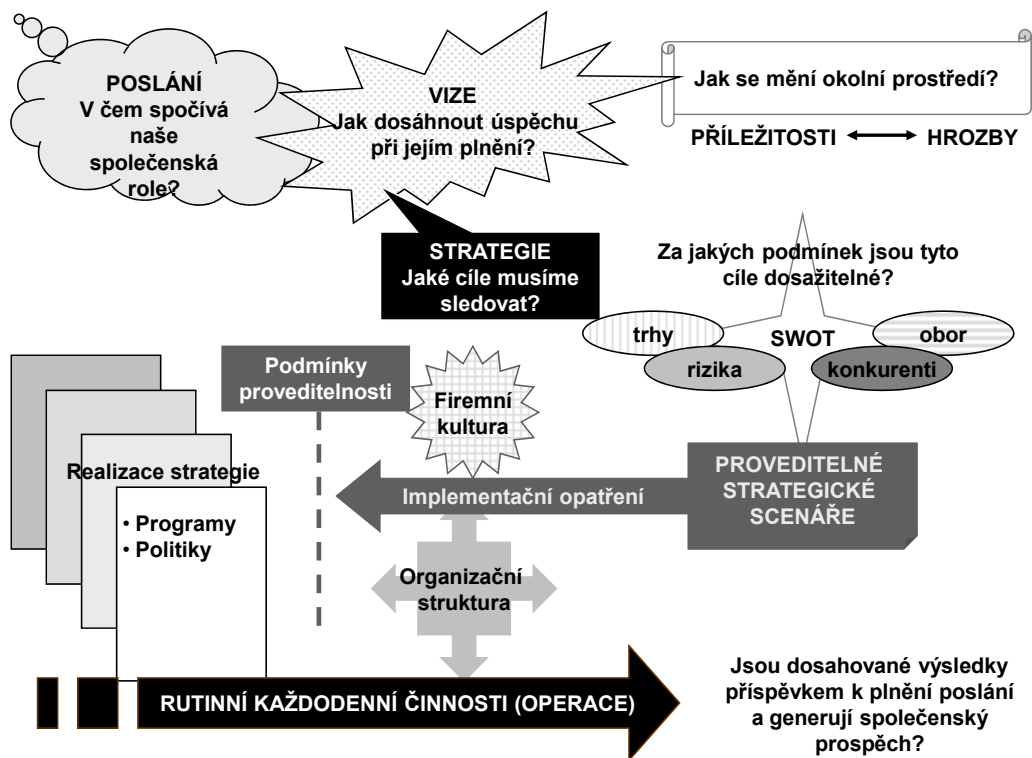 POSLÁNÍ
V čem spočívá
naše
společenská
role?
VIZE
Jak dosáhnout úspěchu
při jejím plnění?
Jak se mění okolní prostředí?
PŘÍLEŽITOSTI
HROZBY
STRATEGIE
Jaké cíle musíme
sledovat?
Za jakých podmínek jsou tyto
cíle dosažitelné?
trhy
SWOT
obor
rizika
konkurenti
Podmínky
proveditelnosti
Firemní
kultura
Realizace strategie
• Programy
• Politiky
Implementační opatření
PROVEDITELNÉ
STRATEGICKÉ
SCENÁŘE
Organizační
struktura
RUTINNÍ KAŽDODENNÍ ČINNOSTI (OPERACE)
Jsou dosahované výsledky
příspěvkem k plnění poslání
a generují společenský
prospěch?